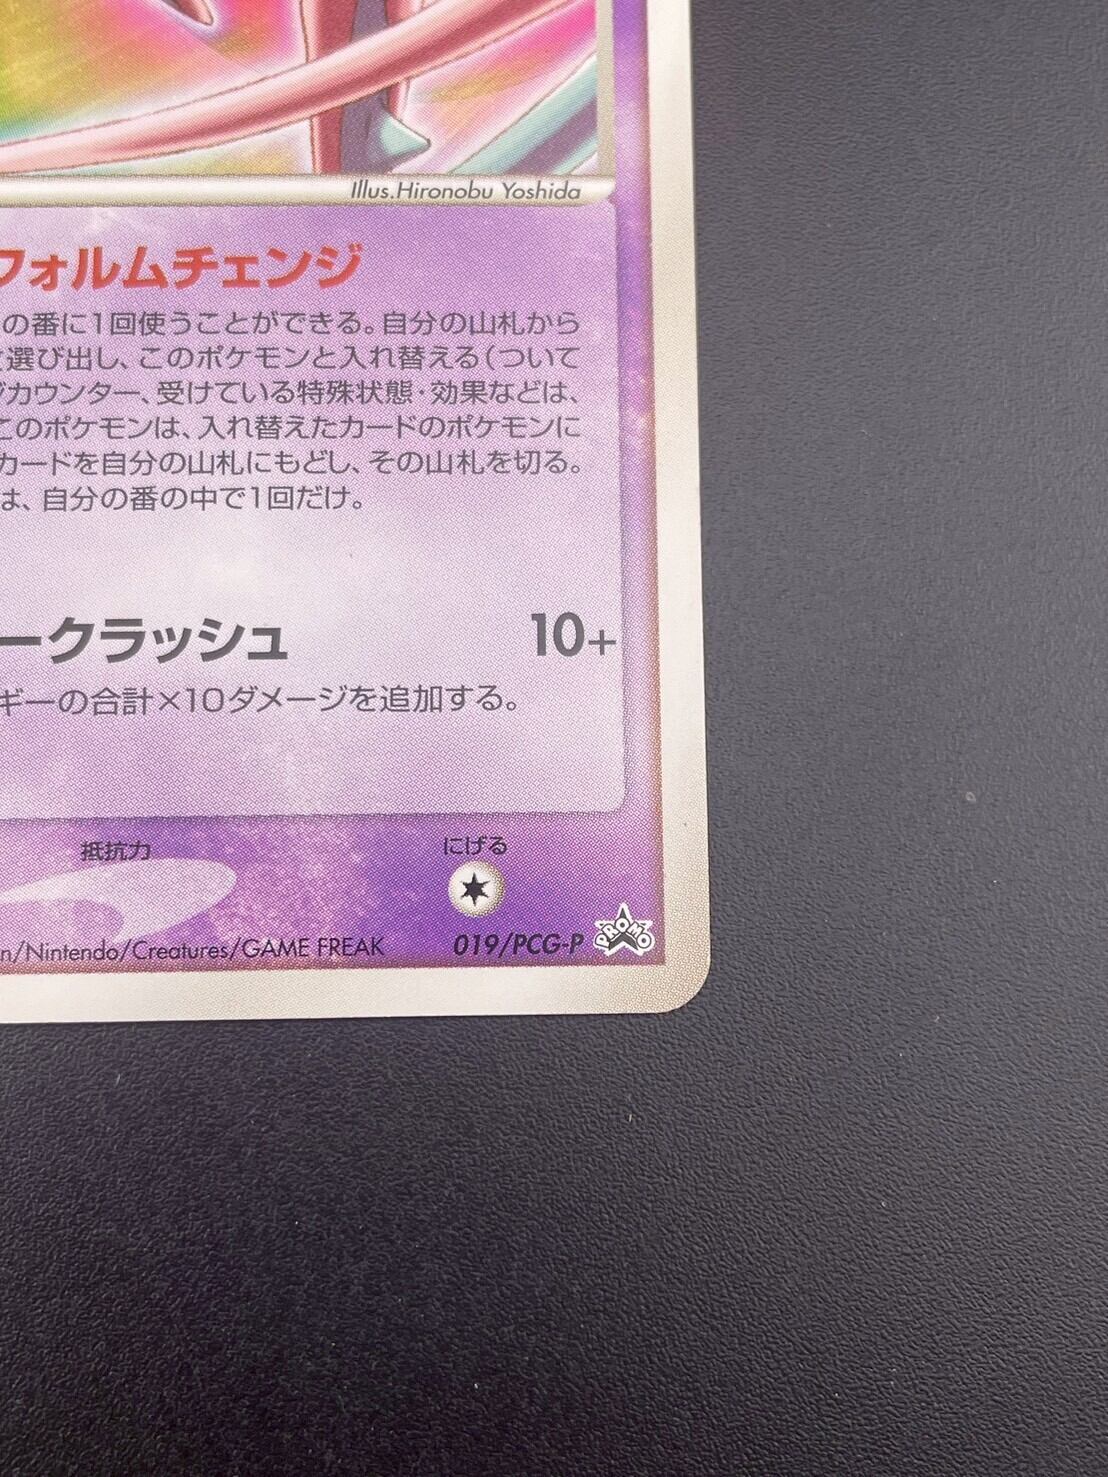 Illus.Hironobu Yoshida
フォルムチェンジ
の番に1回使うことができる。自分の山札から
選び出し、このポケモンと入れ替える（ついて
カウンター、受けている特殊状態・効果などは、
このポケモンは、入れ替えたカードのポケモンに
カードを自分の山札にもどし、その山札を切る。
は、自分の番の中で1回だけ。
ークラッシュ 10+
ギーの合計×10ダメージを追加する。
抵抗力 にげる
n/Nintendo/Creatures/GAME FREAK 019/PCG-P PROMO